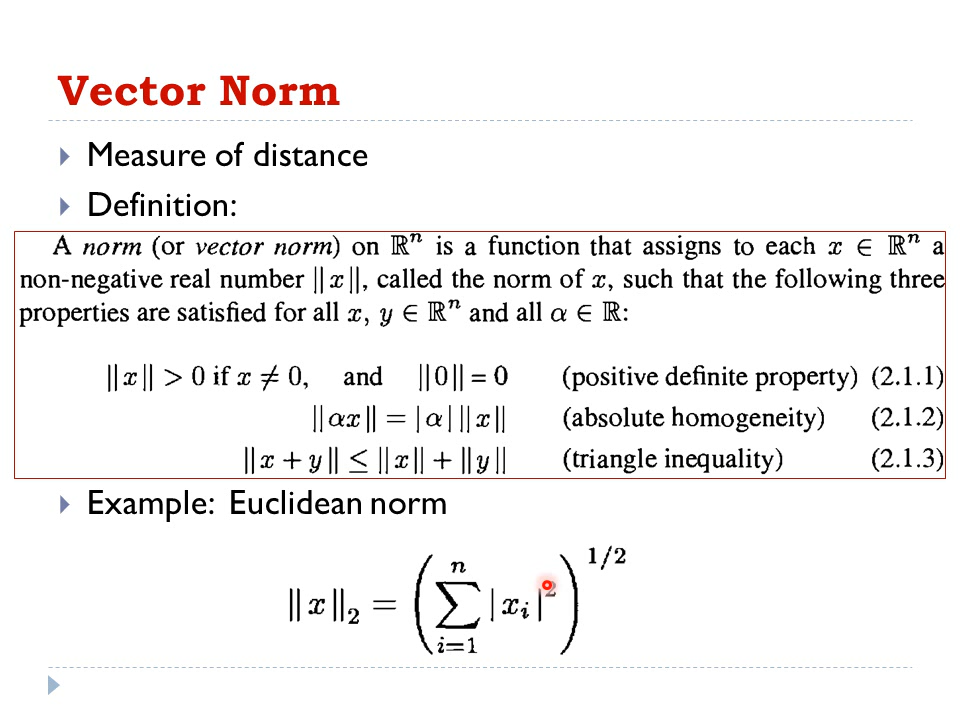 Vector Norm
Measure of distance
Definition:
A norm (or vector norm) on ℝⁿ is a function that assigns to each x ∈ ℝⁿ a
non-negative real number ||x||, called the norm of x, such that the following three
properties are satisfied for all x, y ∈ ℝⁿ and all α ∈ ℝ:
||x|| > 0 if x ≠ 0, and ||0|| = 0 (positive definite property) (2.1.1)
||αx|| = |α| ||x|| (absolute homogeneity) (2.1.2)
||x + y|| ≤ ||x|| + ||y|| (triangle inequality) (2.1.3)
Example: Euclidean norm
||x||₂ = (∑_{i=1}^{n} |x_i|²)^{1/2}